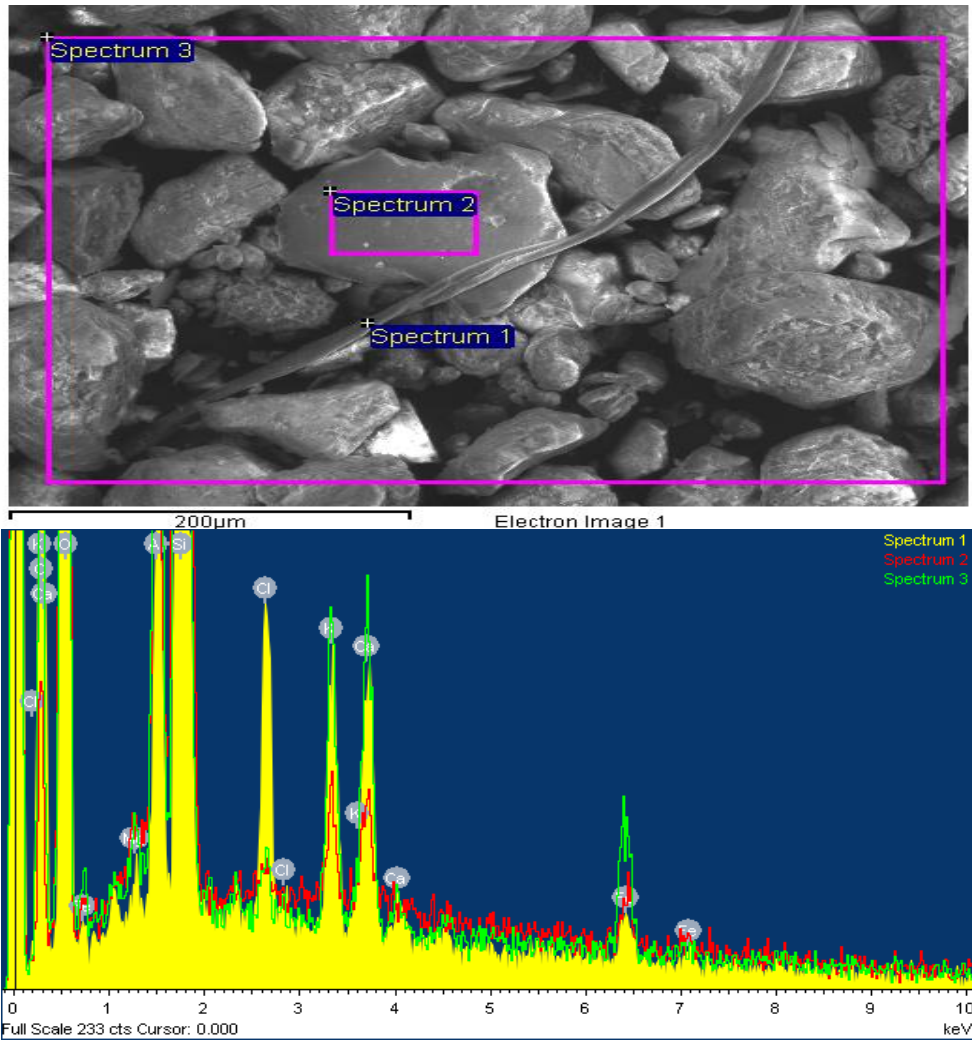 Spectrum 3
Spectrum 2
Spectrum 1
200µm Electron Image 1
Spectrum 1
Spectrum 2
Spectrum 3
K O Si
C
Ca
Cl
Cl
K
Ca
K
Cl
Ca
Fe
0 1 2 3 4 5 6 7 8 9 10
Full Scale 233 cts Cursor: 0.000 keV